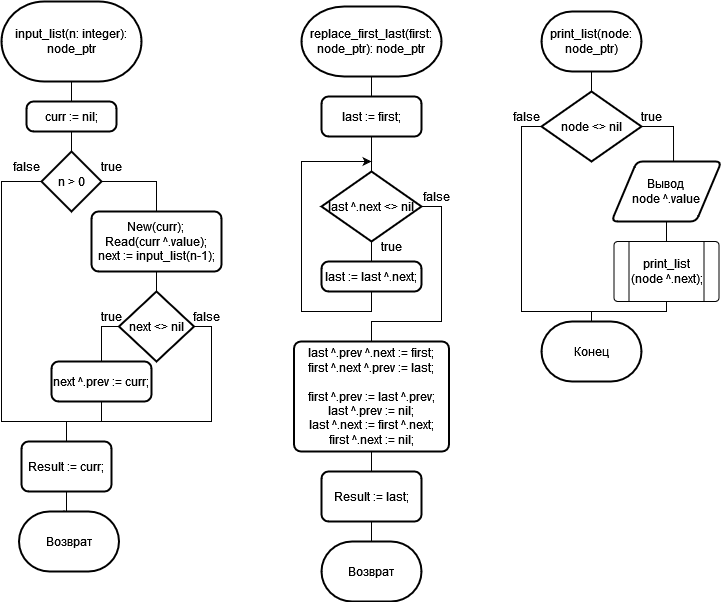 input_list(n: integer):
node_ptr
curr := nil;
false
true
n > 0
New(curr);
Read(curr ^.value);
next := input_list(n-1);
true
false
next <> nil
next ^.prev := curr;
Result := curr;
Возврат
replace_first_last(first:
node_ptr): node_ptr
last := first;
false
last ^.next <> nil
true
last := last ^.next;
last ^.prev ^.next := first;
first ^.next ^.prev := last;
first ^.prev := last ^.prev;
last ^.prev := nil;
last ^.next := first ^.next;
first ^.next := nil;
Result := last;
Возврат
print_list(node:
node_ptr)
false
true
node <> nil
Вывод
node ^.value
print_list
(node ^.next);
Конец